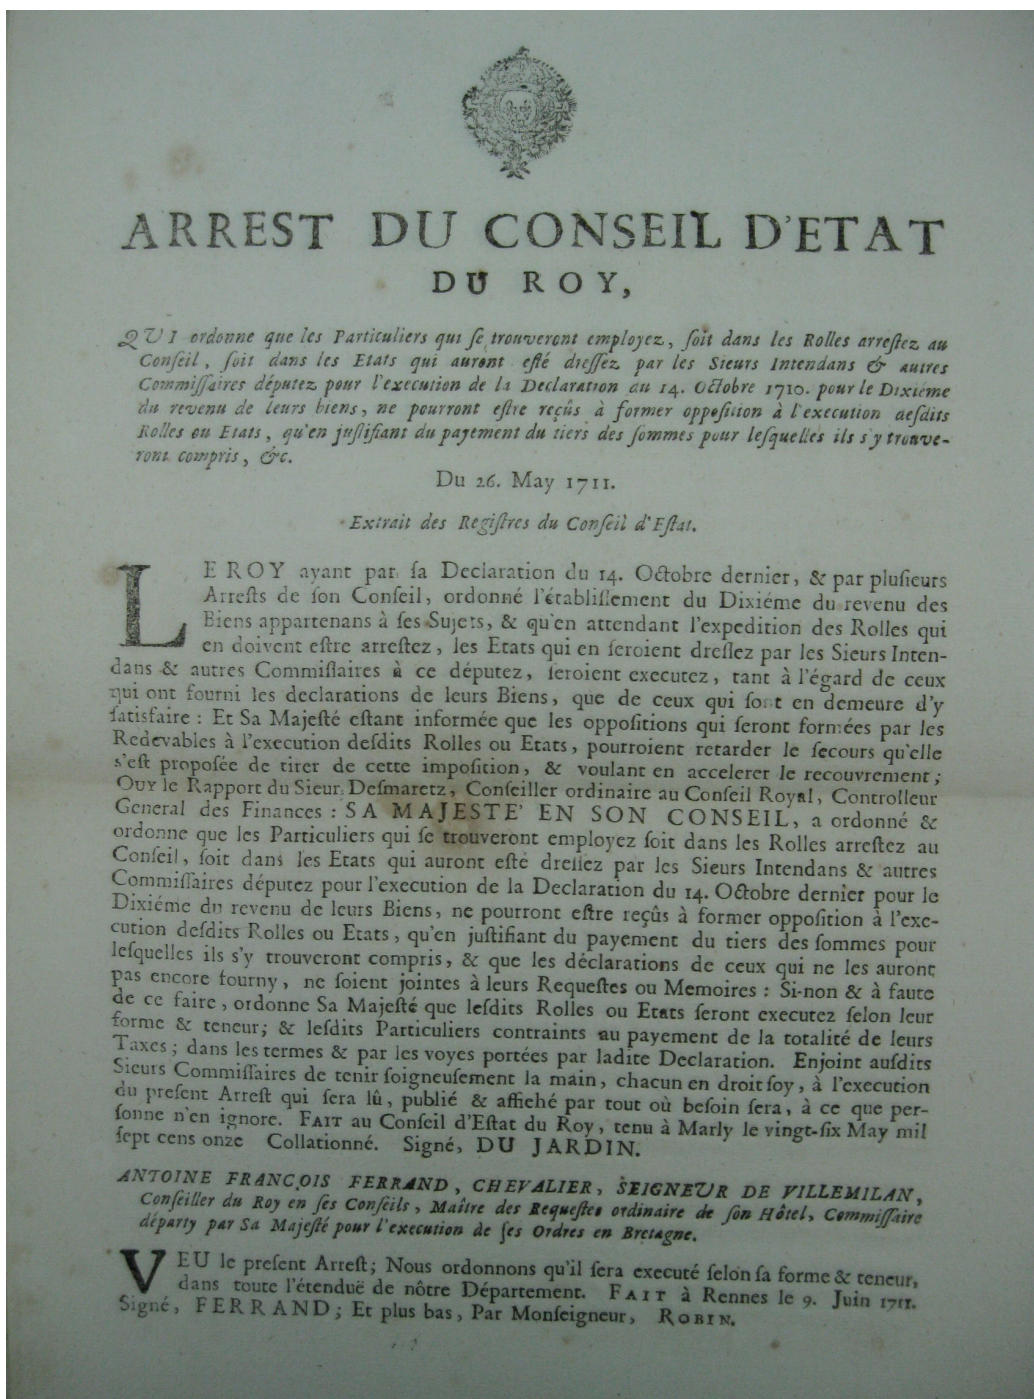 ARREST DU CONSEIL D'ETAT
DU ROY,
QUI ordonne que les Particuliers qui ſe trouveront employez, ſoit dans les Rolles arreſtez au
Conſeil, ſoit dans les Etats qui auront eſté dreſſez par les Sieurs Intendans & autres
Commiſſaires députez pour l'execution de la Declaration du 14. Octobre 1710. pour le Dixiéme
du revenu de leurs biens, ne pourront eſtre reçûs à former oppoſition à l'execution deſdits
Rolles ou Etats, qu'en juſtifiant du payement du tiers des ſommes pour leſquelles ils s'y trouve-
ront compris, &c.
Du 26. May 1711.
Extrait des Regiſtres du Conſeil d'Eſtat.
LE ROY ayant par ſa Declaration du 14. Octobre dernier, & par pluſieurs
Arreſts de ſon Conſeil, ordonné l'établiſſement du Dixiéme du revenu des
Biens appartenans à ſes Sujets, & qu'en attendant l'expedition des Rolles qui
en doivent eſtre arreſtez, les Etats qui en ſeroient dreſſez par les Sieurs Inten-
dans & autres Commiſſaires à ce députez, ſeroient executez, tant à l'égard de ceux
qui ont fourni les declarations de leurs Biens, que de ceux qui ſont en demeure d'y
ſatisfaire : Et Sa Majeſté eſtant informée que les oppoſitions qui ſeront formées par les
Redevables à l'execution deſdits Rolles ou Etats, pourroient retarder le ſecours qu'elle
s'eſt propoſée de tirer de cette impoſition, & voulant en accelerer le recouvrement ;
OUY le Rapport du Sieur Deſmaretz, Conſeiller ordinaire au Conſeil Royal, Controlleur
General des Finances : SA MAJESTE' EN SON CONSEIL, a ordonné &
ordonne que les Particuliers qui ſe trouveront employez ſoit dans les Rolles arreſtez au
Conſeil, ſoit dans les Etats qui auront eſté dreſſez par les Sieurs Intendans & autres
Commiſſaires députez pour l'execution de la Declaration du 14. Octobre dernier pour le
Dixiéme du revenu de leurs Biens, ne pourront eſtre reçûs à former oppoſition à l'exe-
cution deſdits Rolles ou Etats, qu'en juſtifiant du payement du tiers des ſommes pour
leſquelles ils s'y trouveront compris, & que les déclarations de ceux qui ne les auront
pas encore fourny, ne ſoient jointes à leurs Requeſtes ou Memoires : Si-non & à faute
de ce faire, ordonne Sa Majeſté que leſdits Rolles ou Etats ſeront executez ſelon leur
forme & teneur; & leſdits Particuliers contraints au payement de la totalité de leurs
Taxes ; dans les termes & par les voyes portées par ladite Declaration. Enjoint auſdits
Sieurs Commiſſaires de tenir ſoigneuſement la main, chacun en droit ſoy, à l'execution
du preſent Arreſt qui ſera lû, publié & affiché par tout où beſoin ſera, à ce que per-
ſonne n'en ignore. FAIT au Conſeil d'Eſtat du Roy, tenu à Marly le vingt-ſix May mil
ſept cens onze Collationné. Signé, DU JARDIN.
ANTOINE FRANÇOIS FERRAND, CHEVALIER, SEIGNEUR DE VILLEMILAN,
Conſeiller du Roy en ſes Conſeils, Maître des Requeſtes ordinaire de ſon Hôtel, Commiſſaire
départy par Sa Majeſté pour l'execution de ſes Ordres en Bretagne.
VEU le preſent Arreſt; Nous ordonnons qu'il ſera executé ſelon ſa forme & teneur,
dans toute l'étenduë de nôtre Département. FAIT à Rennes le 9. Juin 1711.
Signé, FERRAND; Et plus bas, Par Monſeigneur, ROBIN.